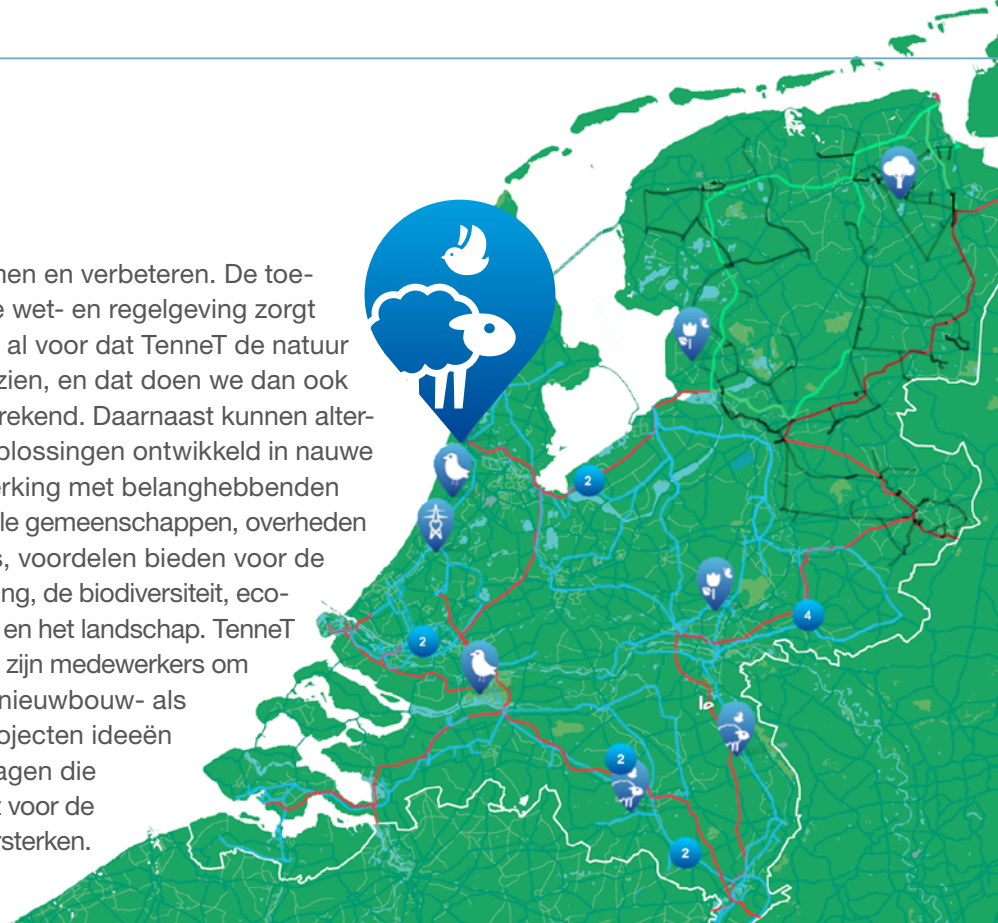 nen en verbeteren. De toe-
e wet- en regelgeving zorgt
al voor dat TenneT de natuur
zien, en dat doen we dan ook
rekend. Daarnaast kunnen alter-
plossingen ontwikkeld in nauwe
erking met belanghebbenden
le gemeenschappen, overheden
s, voordelen bieden voor de
ng, de biodiversiteit, eco-
en het landschap. TenneT
zijn medewerkers om
nieuwbouw- als
ojecten ideeën
agen die
t voor de
rsterken.
2
4
2
2
2